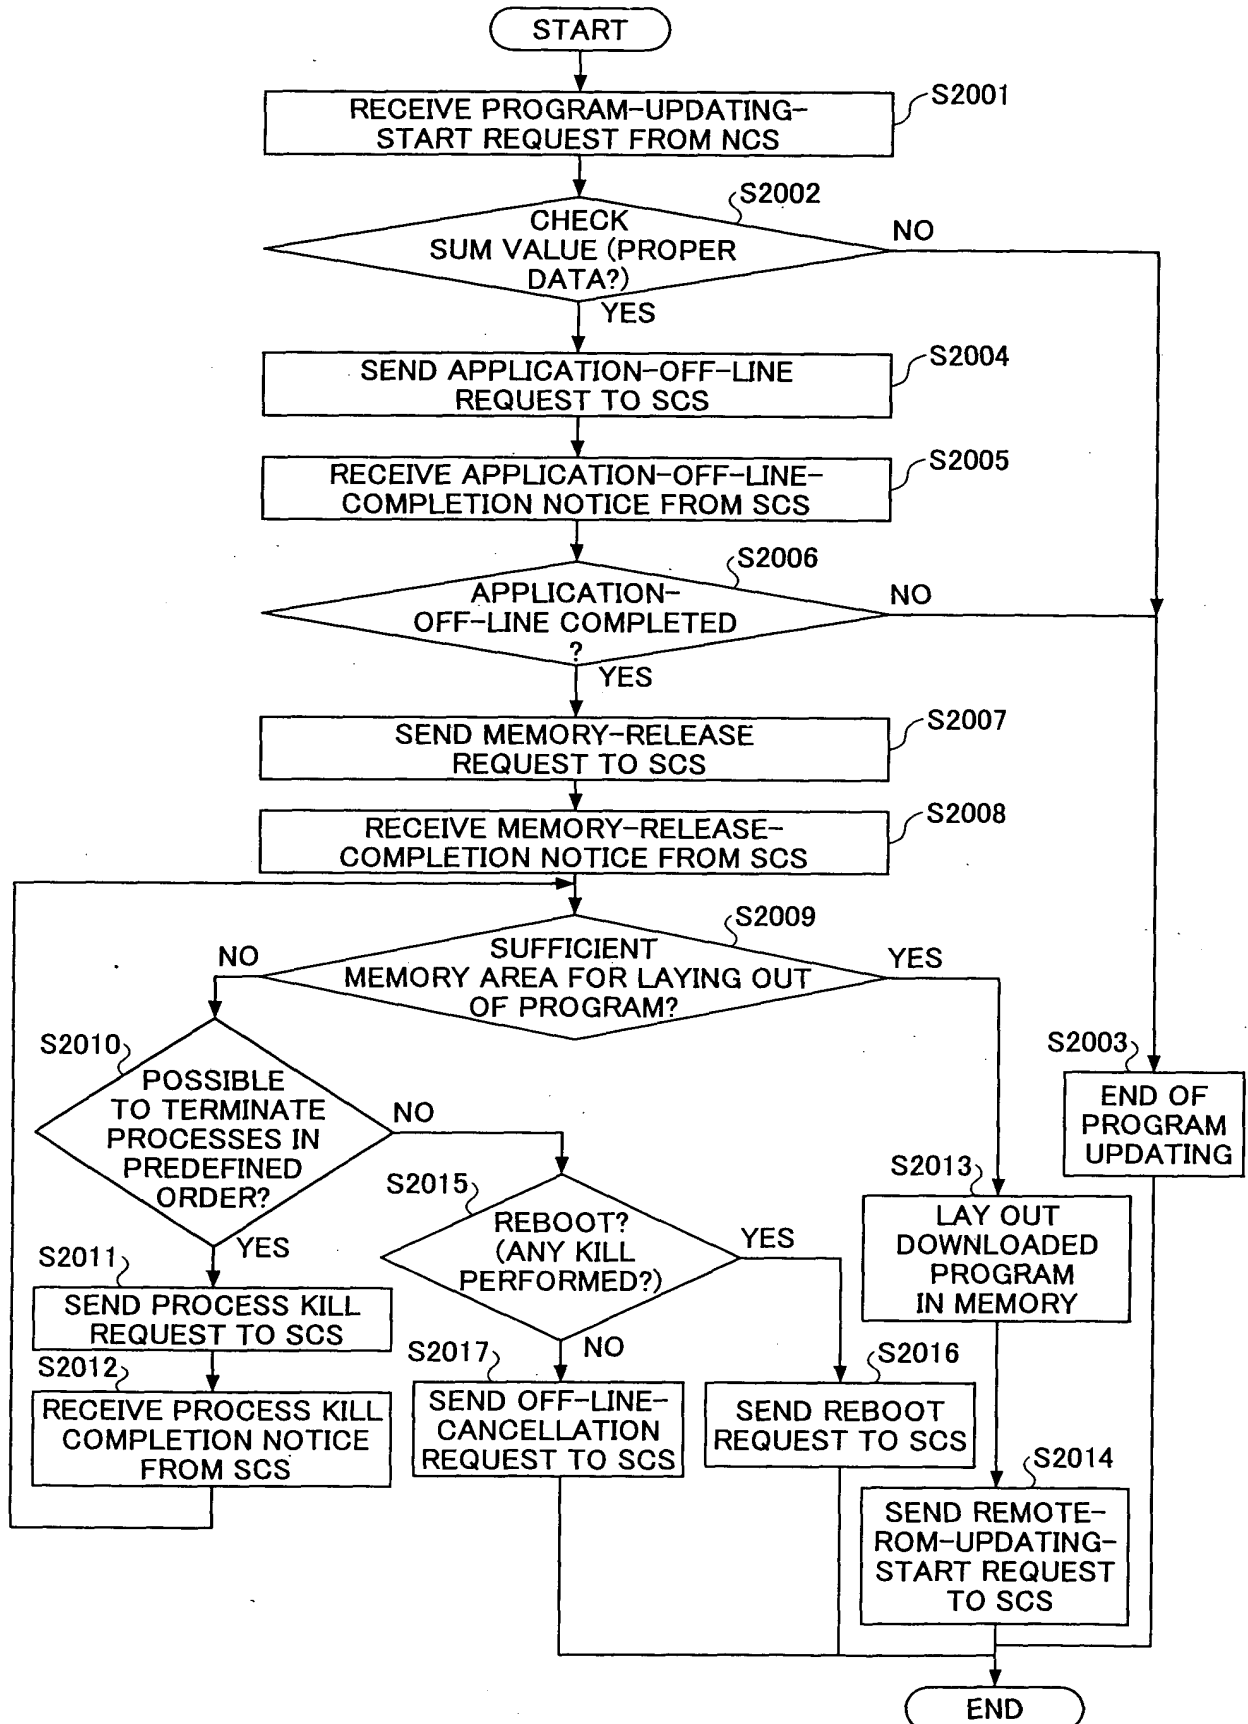 START
S2001
RECEIVE PROGRAM-UPDATING-
START REQUEST FROM NCS
S2002
CHECK
SUM VALUE (PROPER
DATA?)
NO
YES
S2004
SEND APPLICATION-OFF-LINE
REQUEST TO SCS
S2005
RECEIVE APPLICATION-OFF-LINE-
COMPLETION NOTICE FROM SCS
S2006
APPLICATION-
OFF-LINE COMPLETED
?
NO
YES
S2007
SEND MEMORY-RELEASE
REQUEST TO SCS
S2008
RECEIVE MEMORY-RELEASE-
COMPLETION NOTICE FROM SCS
S2009
SUFFICIENT
MEMORY AREA FOR LAYING OUT
OF PROGRAM?
NO
YES
S2010
POSSIBLE
TO TERMINATE
PROCESSES IN
PREDEFINED
ORDER?
NO
YES
S2003
END OF
PROGRAM
UPDATING
S2015
REBOOT?
(ANY KILL
PERFORMED?)
YES
NO
S2013
LAY OUT
DOWNLOADED
PROGRAM
IN MEMORY
S2011
SEND PROCESS KILL
REQUEST TO SCS
S2012
RECEIVE PROCESS KILL
COMPLETION NOTICE
FROM SCS
S2017
SEND OFF-LINE-
CANCELLATION
REQUEST TO SCS
S2016
SEND REBOOT
REQUEST TO SCS
S2014
SEND REMOTE-
ROM-UPDATING-
START REQUEST
TO SCS
END